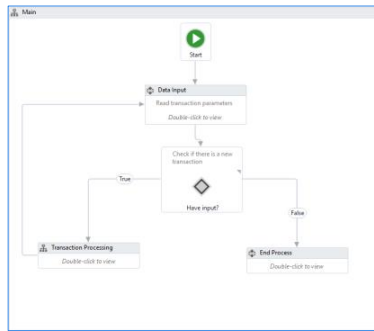 Main
Start
Data Input
Read transaction parameters
Double-click to view
Check if there is a new
transaction
True
Have input?
False
Transaction Processing
Double-click to view
End Process
Double-click to view